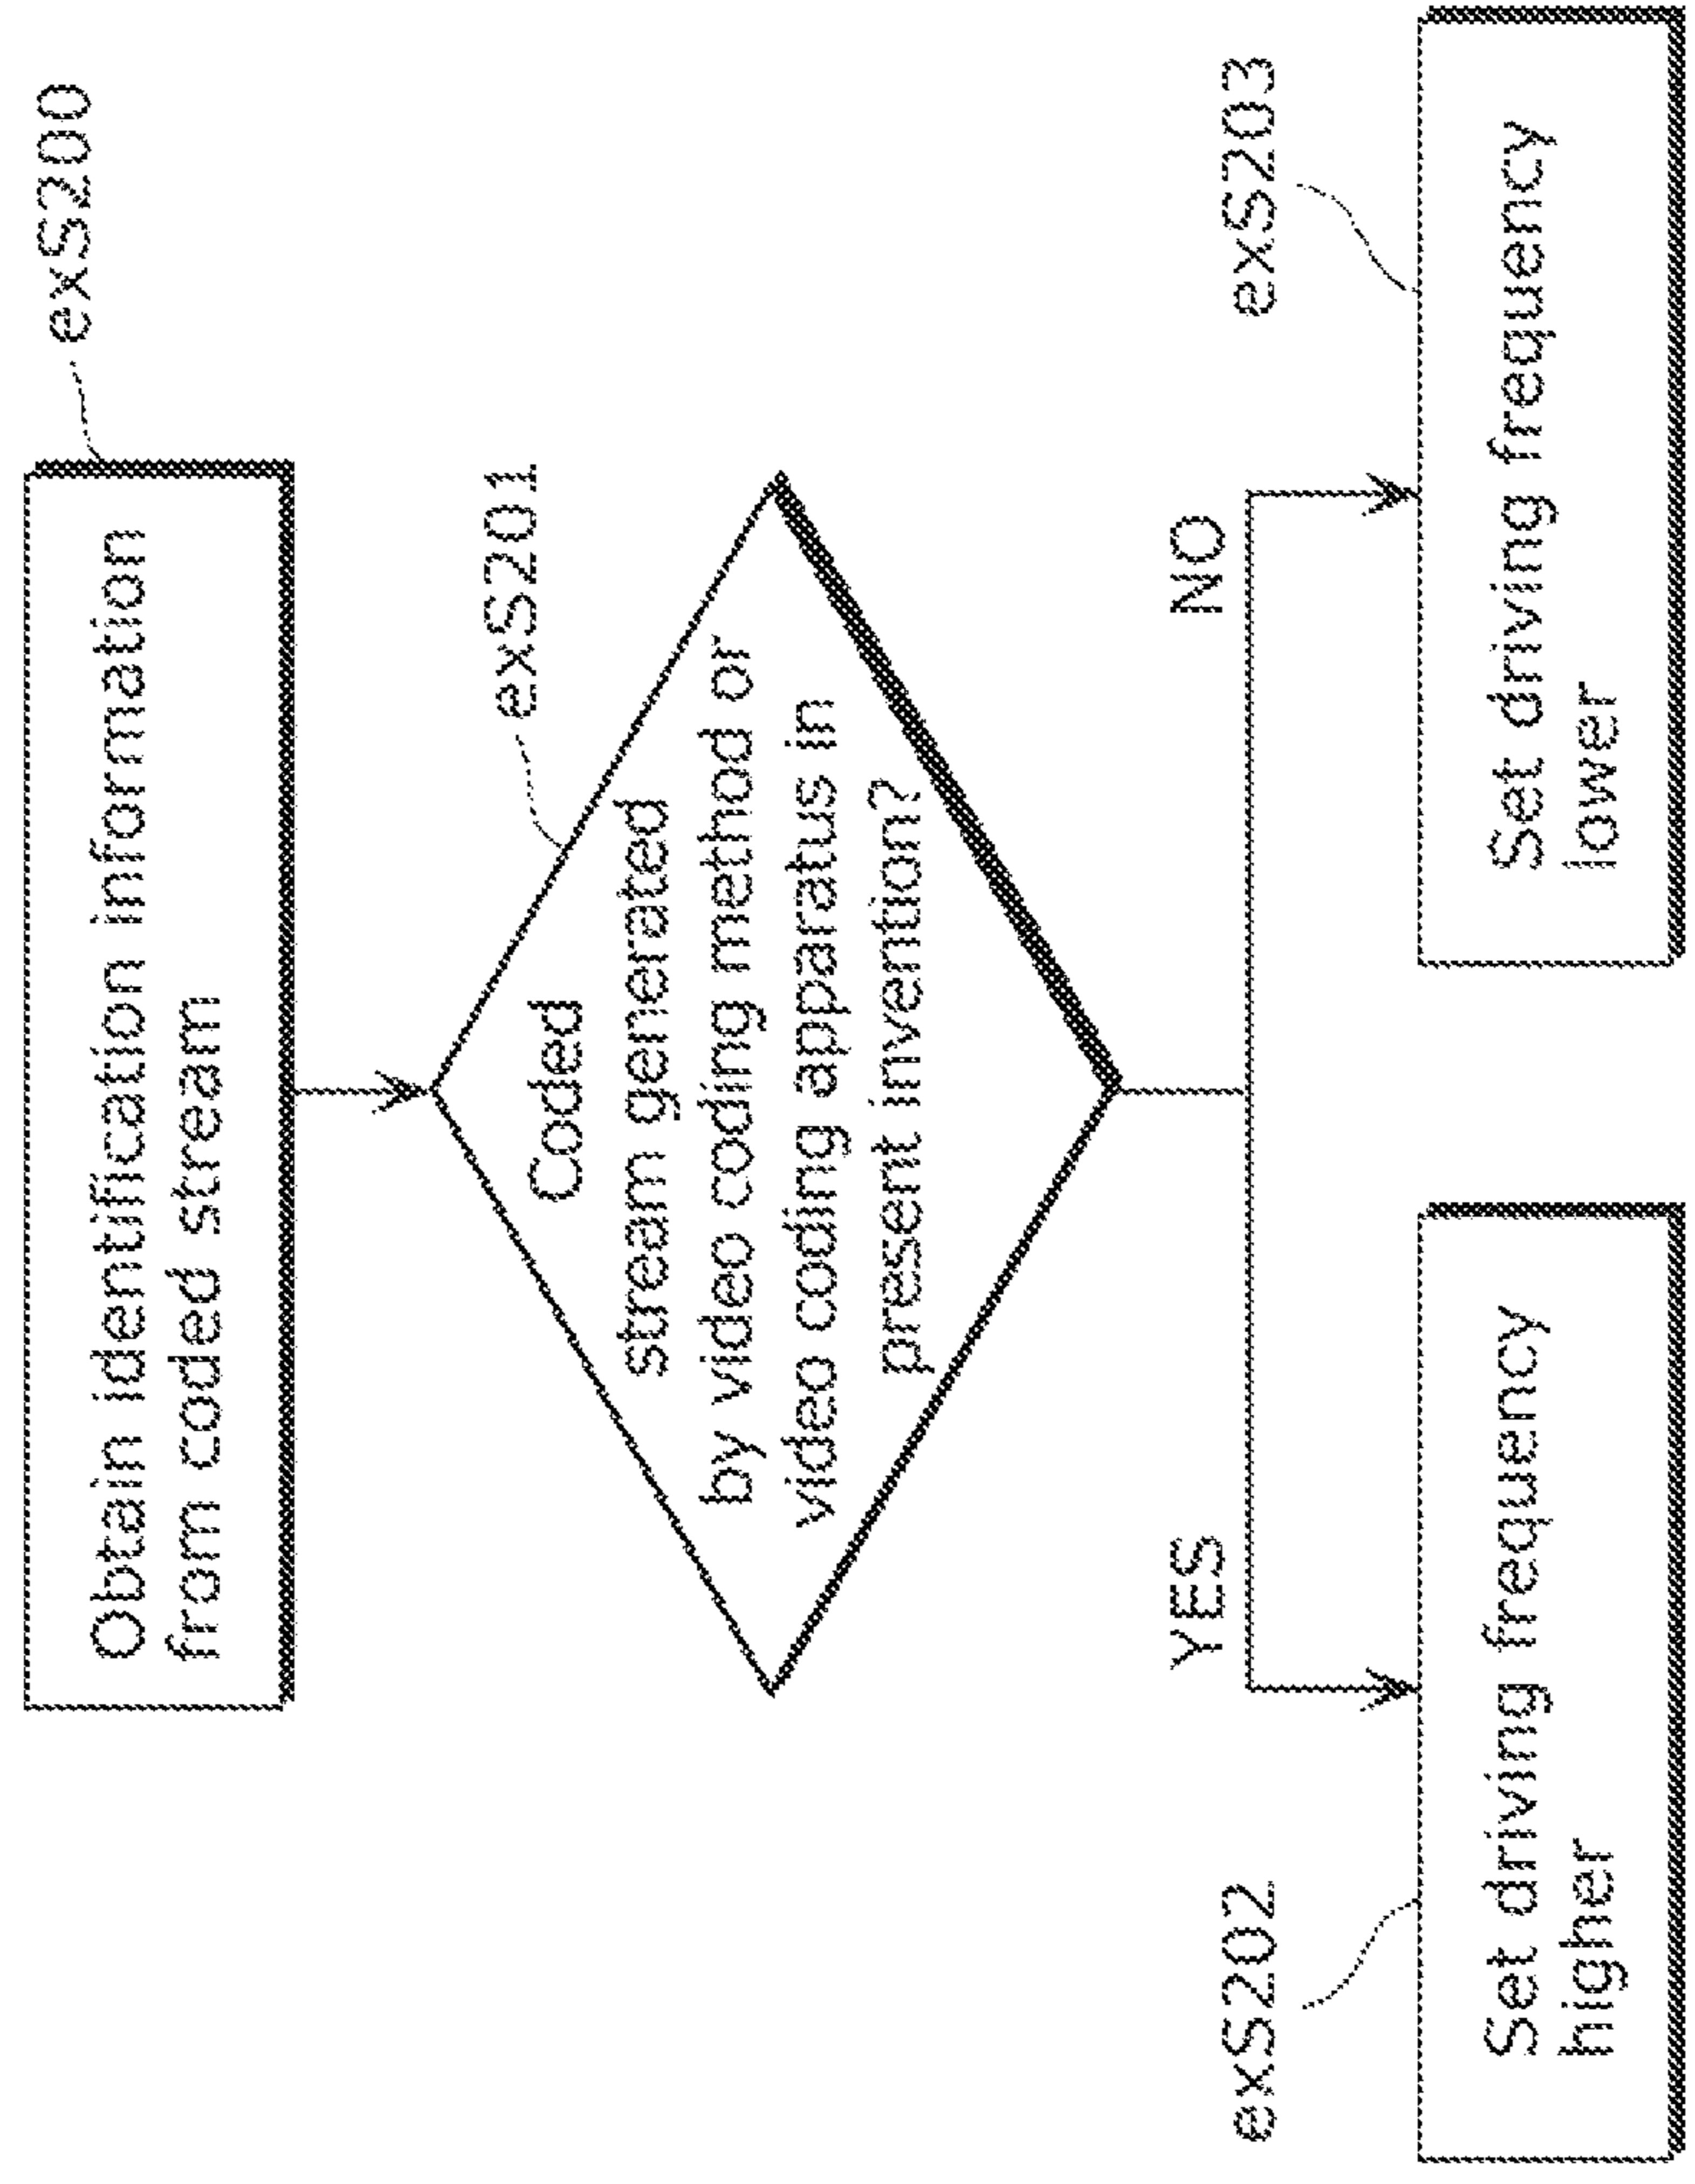 exS200
Obtain identification information
from coded stream
exS201
Coded
stream generated
by video coding method or
video coding apparatus in
present invention?
YES
NO
exS202
Set driving frequency
higher
exS203
Set driving frequency
lower